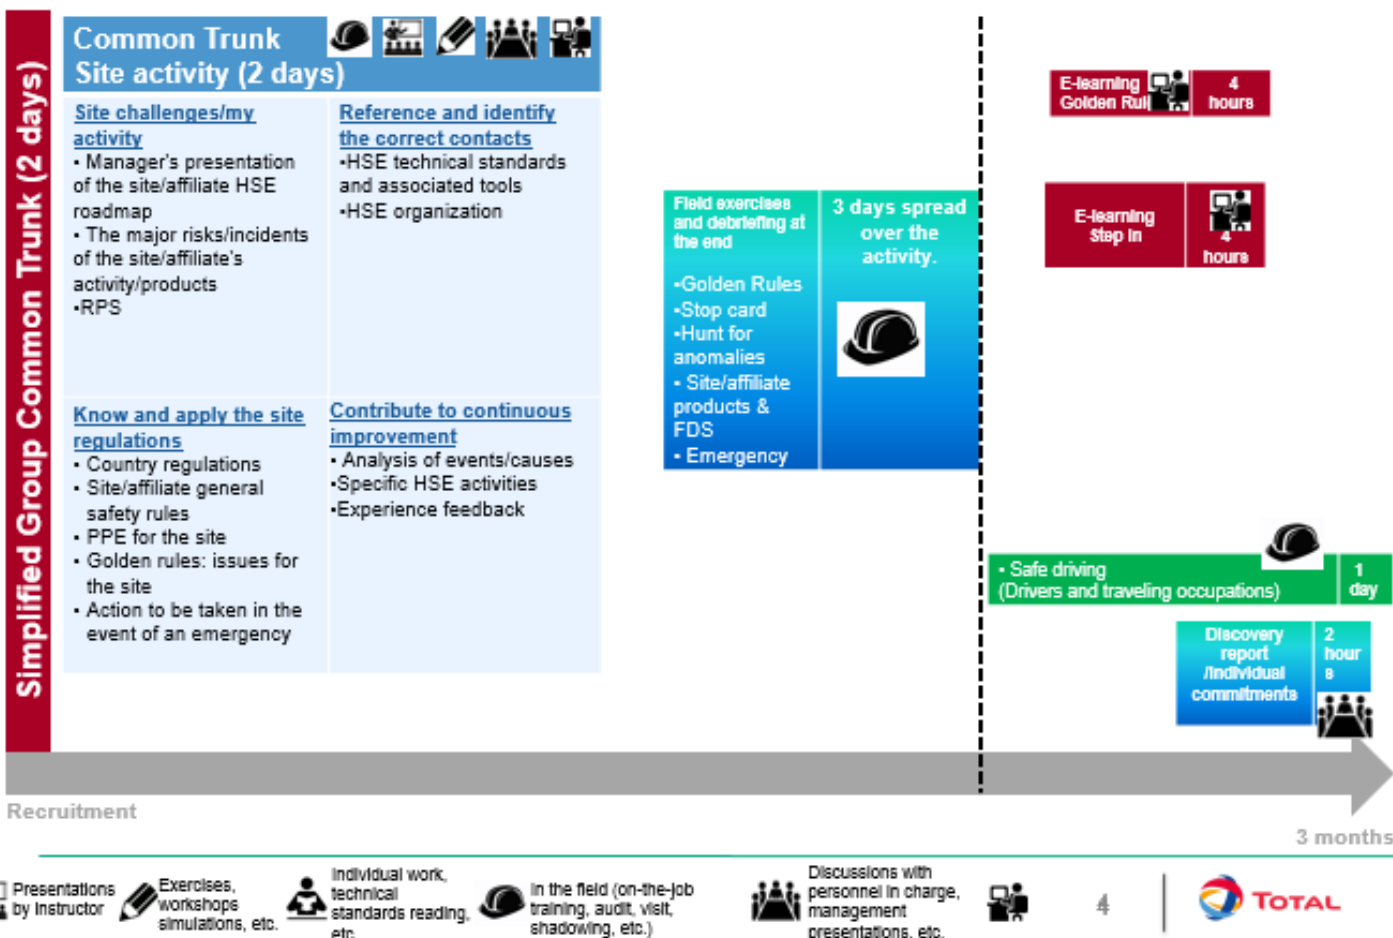 Simplified Group Common Trunk (2 days)
Common Trunk
Site activity (2 days)
Site challenges/my
activity
▪ Manager's presentation
of the site/affiliate HSE
roadmap
▪ The major risks/incidents
of the site/affiliate's
activity/products
▪RPS
Reference and identify
the correct contacts
▪HSE technical standards
and associated tools
▪HSE organization
Know and apply the site
regulations
▪ Country regulations
▪ Site/affiliate general
safety rules
▪ PPE for the site
▪ Golden rules: issues for
the site
▪ Action to be taken in the
event of an emergency
Contribute to continuous
improvement
▪ Analysis of events/causes
▪Specific HSE activities
▪Experience feedback
Field exercises
and debriefing at
the end
▪Golden Rules
▪Stop card
▪Hunt for
anomalies
▪ Site/affiliate
products &
FDS
▪ Emergency
3 days spread
over the
activity.
E-learning
Golden Rul
4
hours
E-learning
Step In
4
hours
▪ Safe driving
(Drivers and traveling occupations)
1
day
Discovery
report
/Individual
commitments
2
hour
s
Recruitment
3 months
Presentations
by Instructor
Exercises,
workshops
simulations, etc.
Individual work,
technical
standards reading,
etc.
In the field (on-the-job
training, audit, visit,
shadowing, etc.)
Discussions with
personnel in charge,
management
presentations, etc.
4
TOTAL